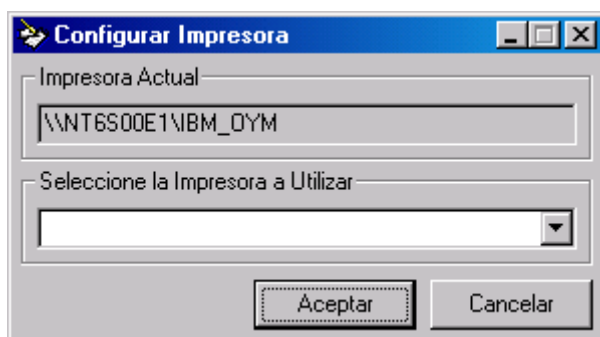 Configurar Impresora
Impresora Actual
\\NT6S00E1\IBM_OYM
Seleccione la Impresora a Utilizar
Aceptar
Cancelar